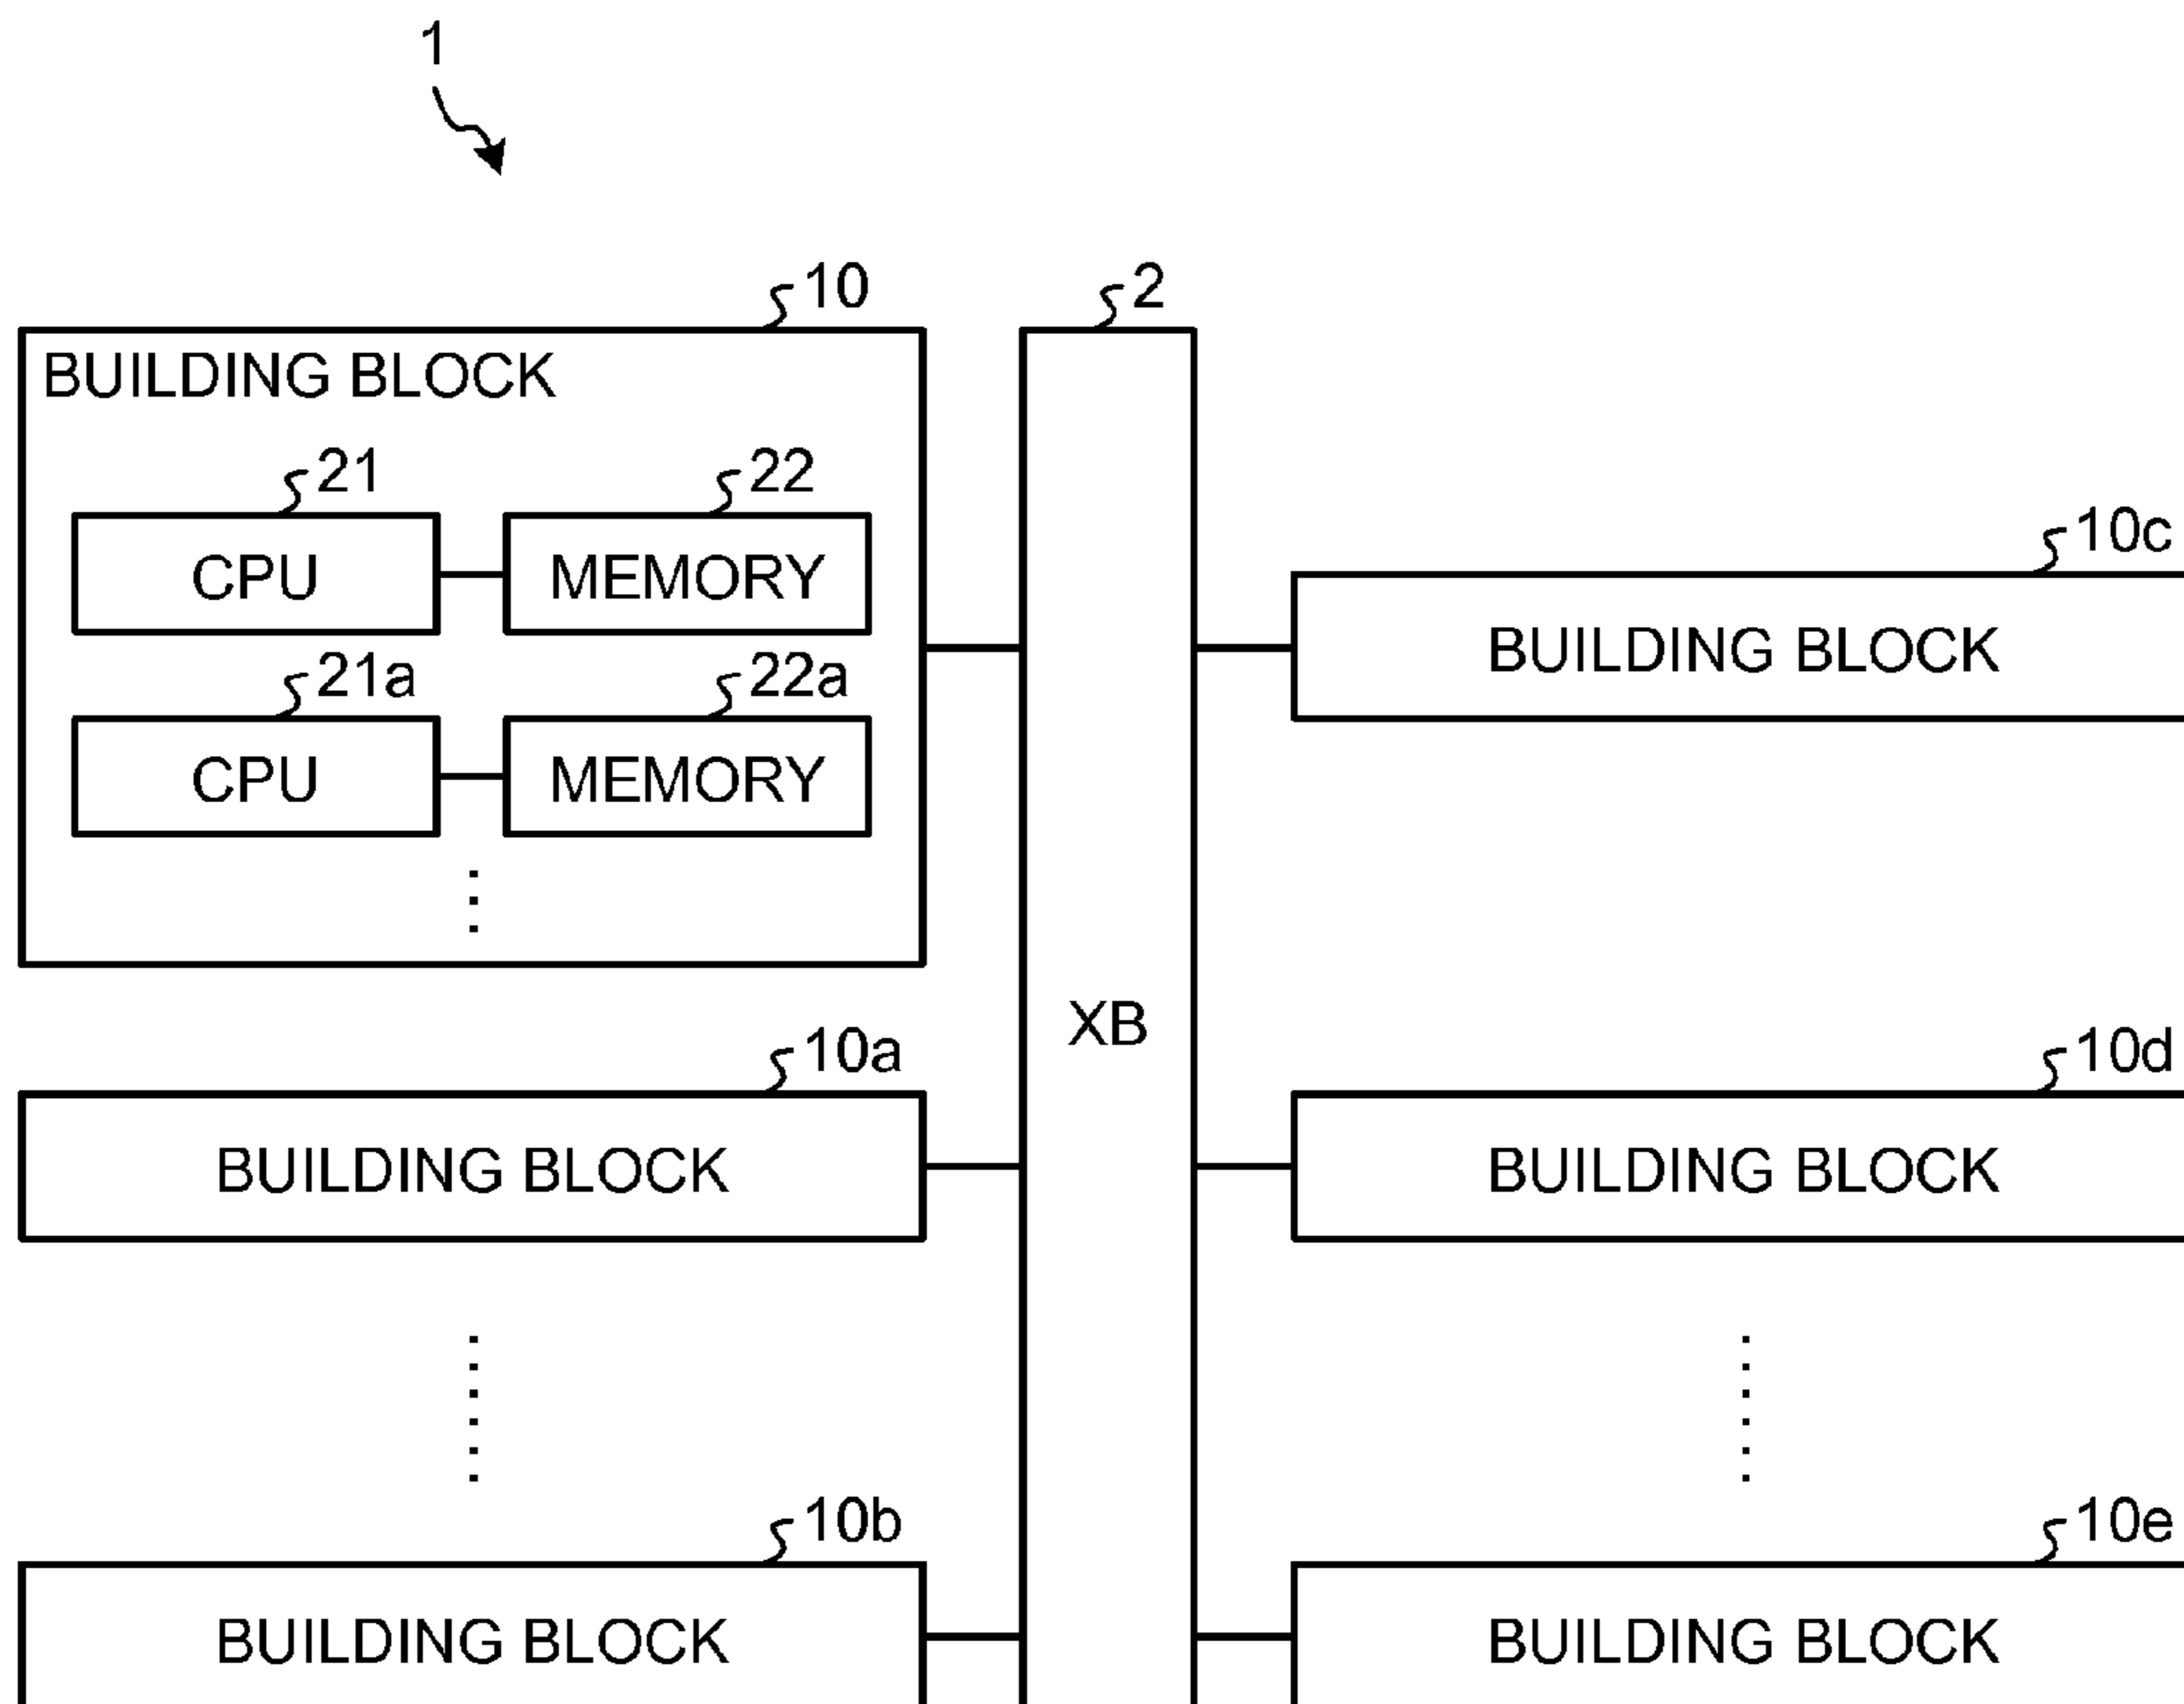 1
10
2
BUILDING BLOCK
21
22
CPU
MEMORY
10c
BUILDING BLOCK
21a
22a
CPU
MEMORY
XB
10a
10d
BUILDING BLOCK
BUILDING BLOCK
10b
10e
BUILDING BLOCK
BUILDING BLOCK